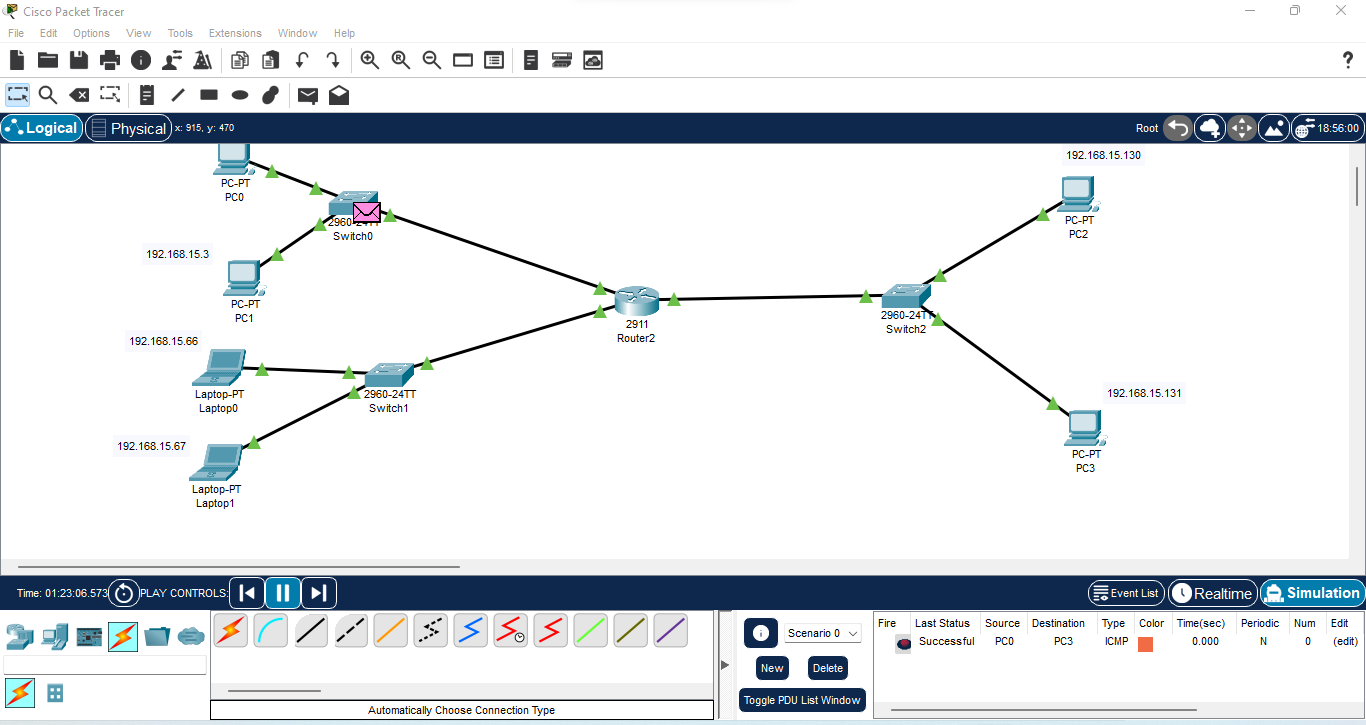 Cisco Packet Tracer
File Edit Options View Tools Extensions Window Help
Logical Physical x: 915, y: 470 Root 18:56:00
PC-PT
PC0
2960-24TT
Switch0
192.168.15.3
PC-PT
PC1
192.168.15.66
Laptop-PT
Laptop0
2960-24TT
Switch1
192.168.15.67
Laptop-PT
Laptop1
2911
Router2
192.168.15.130
PC-PT
PC2
2960-24TT
Switch2
192.168.15.131
PC-PT
PC3
Time: 01:23:06.573 PLAY CONTROLS: Event List Realtime Simulation
Automatically Choose Connection Type
Scenario 0
New Delete
Toggle PDU List Window
Fire Last Status Source Destination Type Color Time(sec) Periodic Num Edit
Successful PC0 PC3 ICMP 0.000 N 0 (edit)